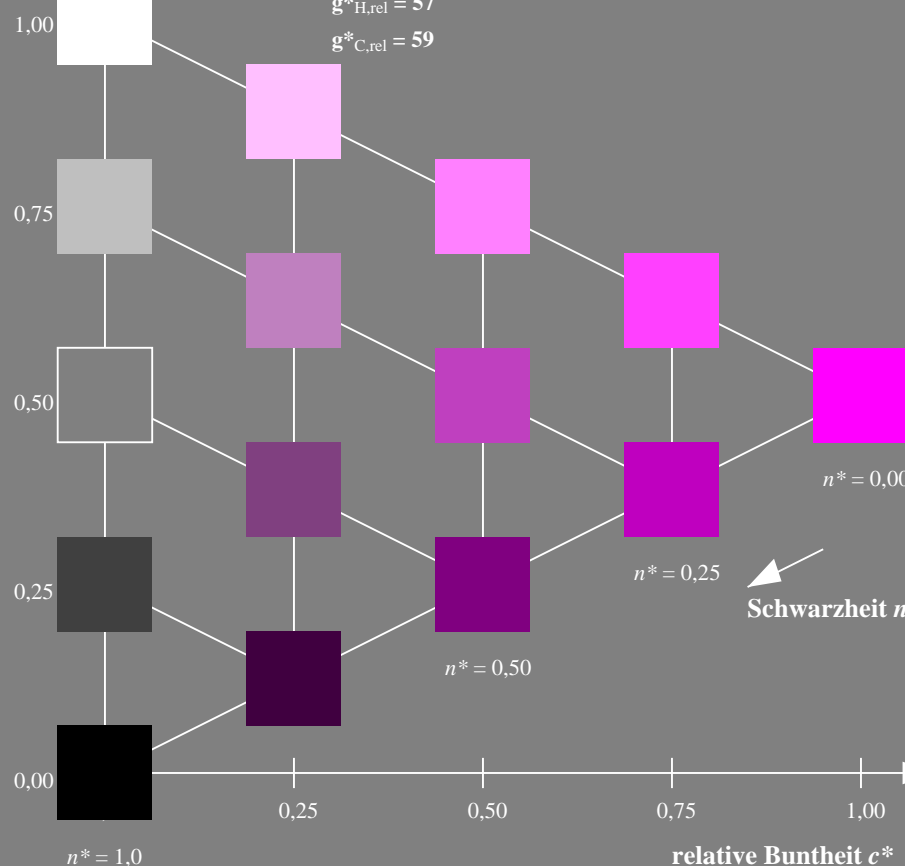 g*H,rel = 57
1,00
g*C,rel = 59
0,75
0,50
n* = 0,00
n* = 0,25
0,25
Schwarzheit n
n* = 0,50
0,00
0,25
0,50
0,75
1,00
n* = 1,0
relative Buntheit c*